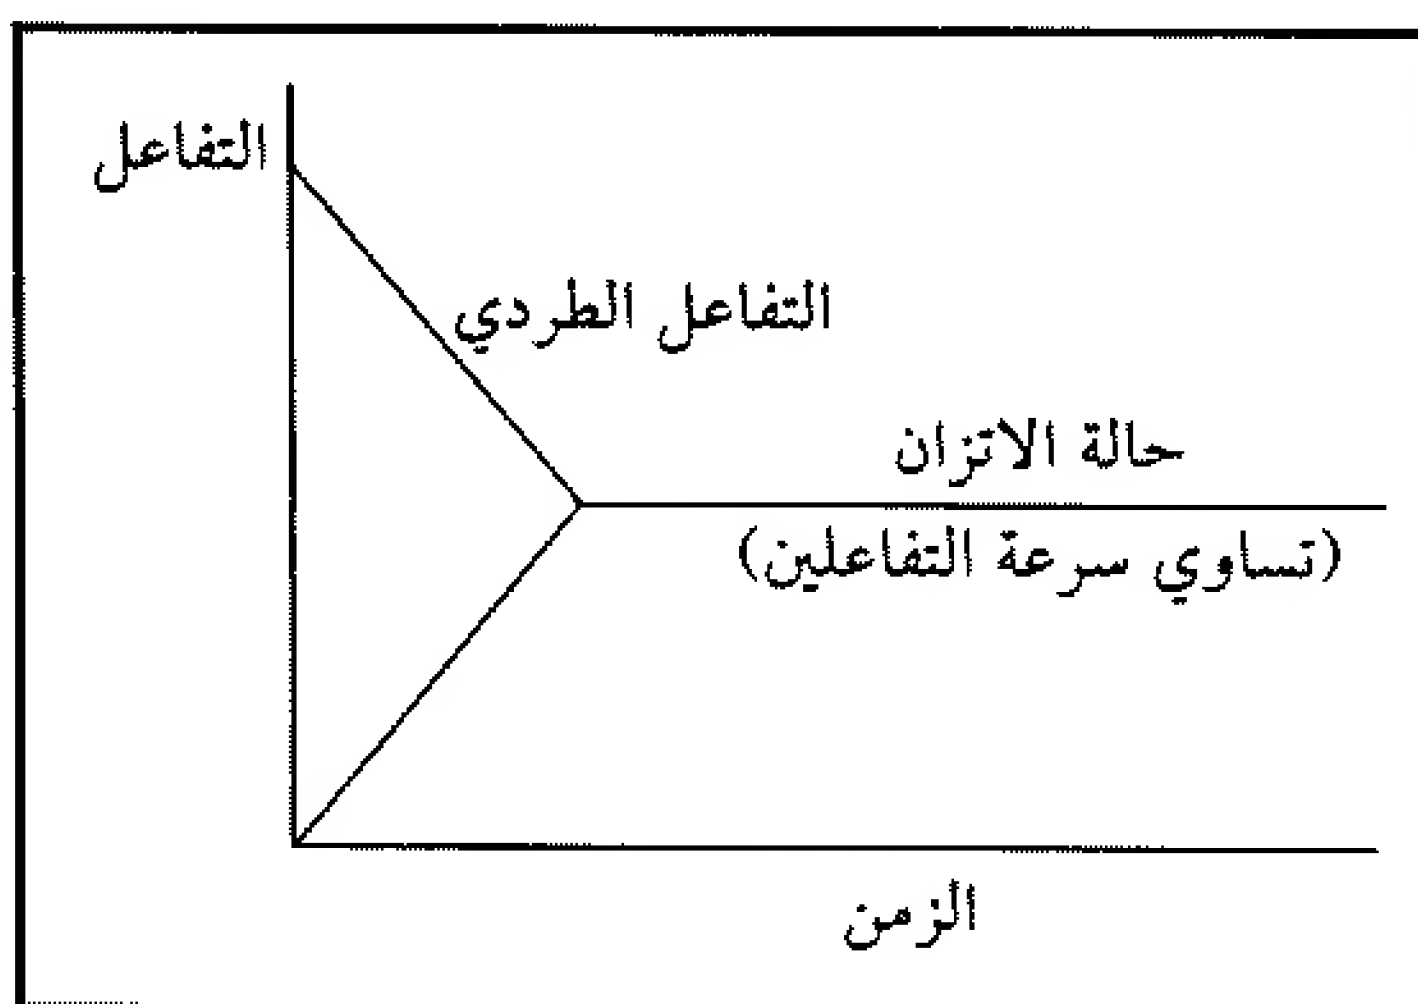 التفاعل
التفاعل الطردي
حالة الاتزان
(تساوي سرعة التفاعلين)
الزمن